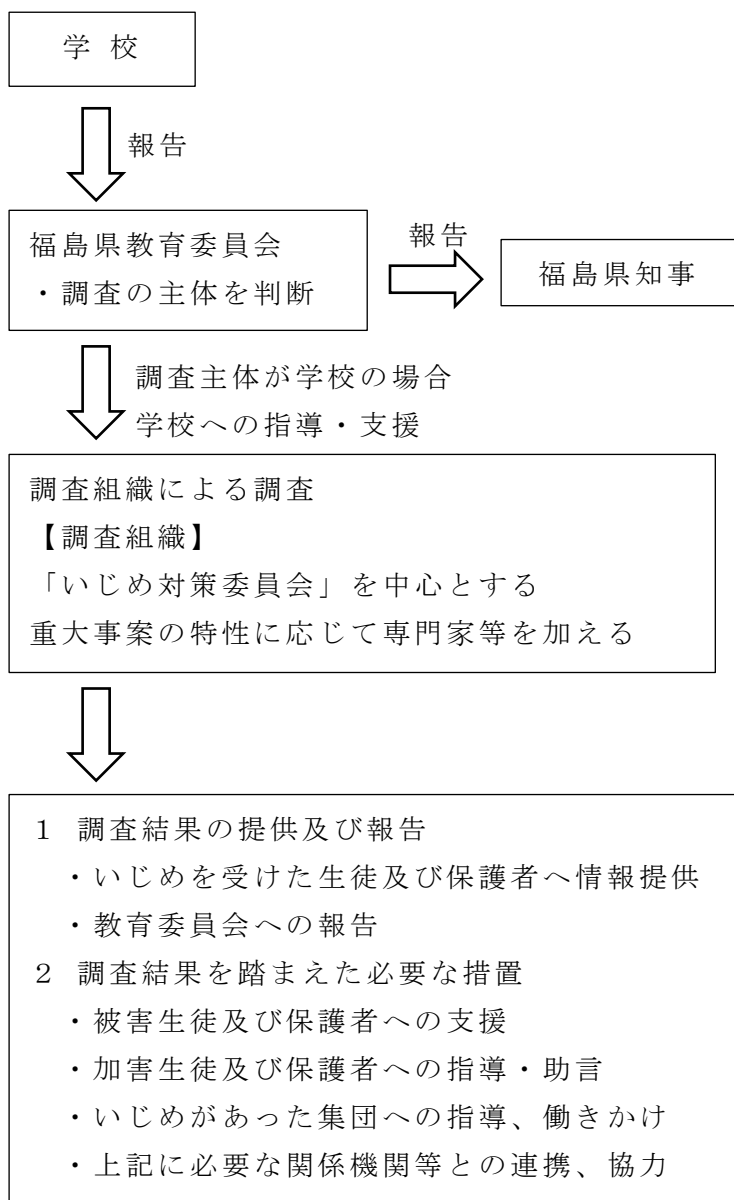 学校
報告
福島県教育委員会
・調査の主体を判断
報告
福島県知事
調査主体が学校の場合
学校への指導・支援
調査組織による調査
【調査組織】
「いじめ対策委員会」を中心とする
重大事案の特性に応じて専門家等を加える
1 調査結果の提供及び報告
・いじめを受けた生徒及び保護者へ情報提供
・教育委員会への報告
2 調査結果を踏まえた必要な措置
・被害生徒及び保護者への支援
・加害生徒及び保護者への指導・助言
・いじめがあった集団への指導、働きかけ
・上記に必要な関係機関等との連携、協力